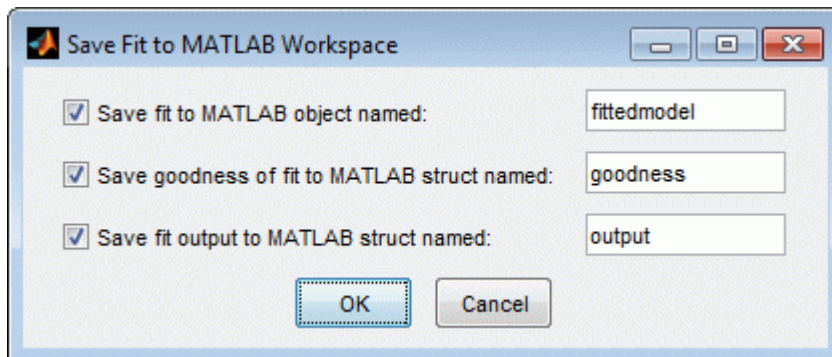 Save Fit to MATLAB Workspace
Save fit to MATLAB object named: fittedmodel
Save goodness of fit to MATLAB struct named: goodness
Save fit output to MATLAB struct named: output
OK Cancel